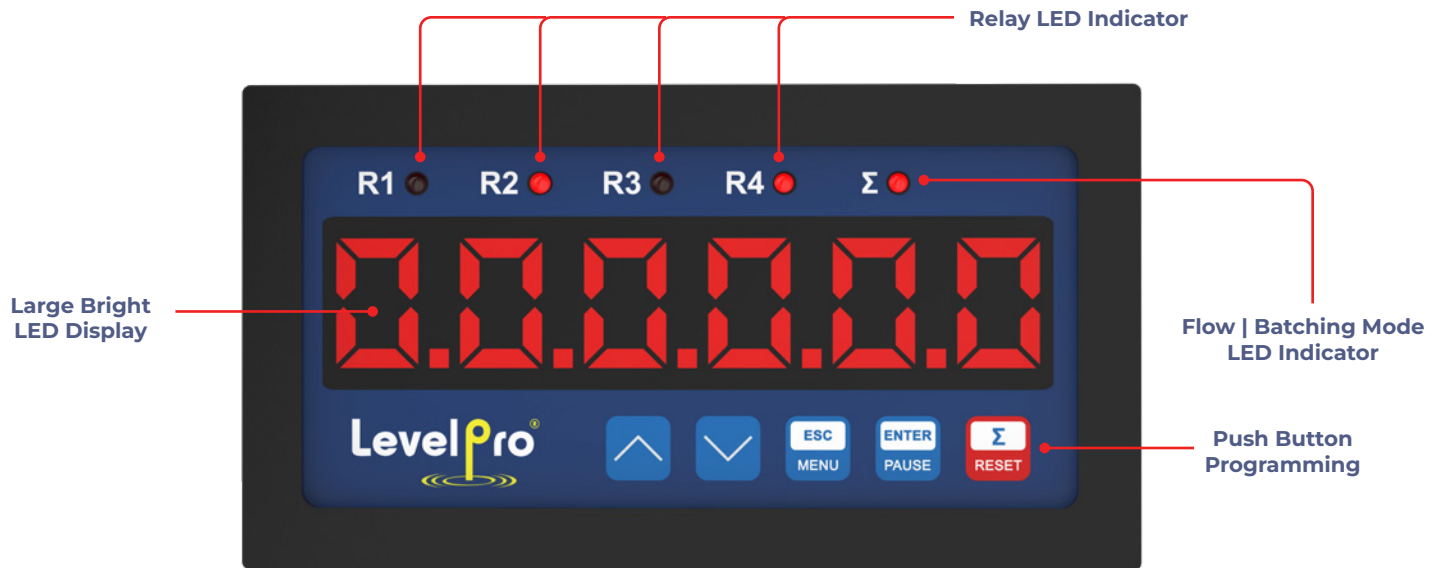 Relay LED Indicator
R1 R2 R3 R4 Σ
0.0.0.0.0.0
Large Bright
LED Display
Flow | Batching Mode
LED Indicator
LevelPro®
ESC
MENU
ENTER
PAUSE
Σ
RESET
Push Button
Programming